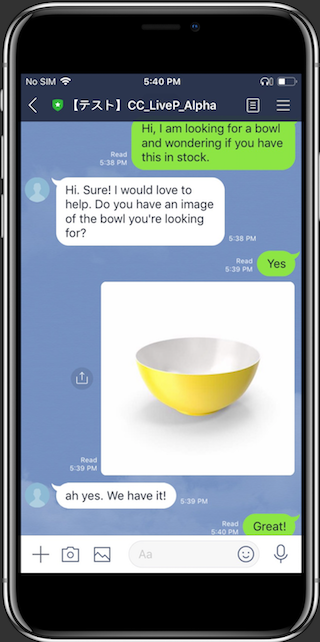 No SIM 5:40 PM
【テスト】CC_LiveP_Alpha
Hi, I am looking for a bowl
and wondering if you have
this in stock.
Read
5:38 PM
Hi. Sure! I would love to
help. Do you have an image
of the bowl you're looking
for?
5:38 PM
Yes
Read
5:39 PM
Read
5:39 PM
ah yes. We have it!
5:39 PM
Great!
Read
5:40 PM
Aa